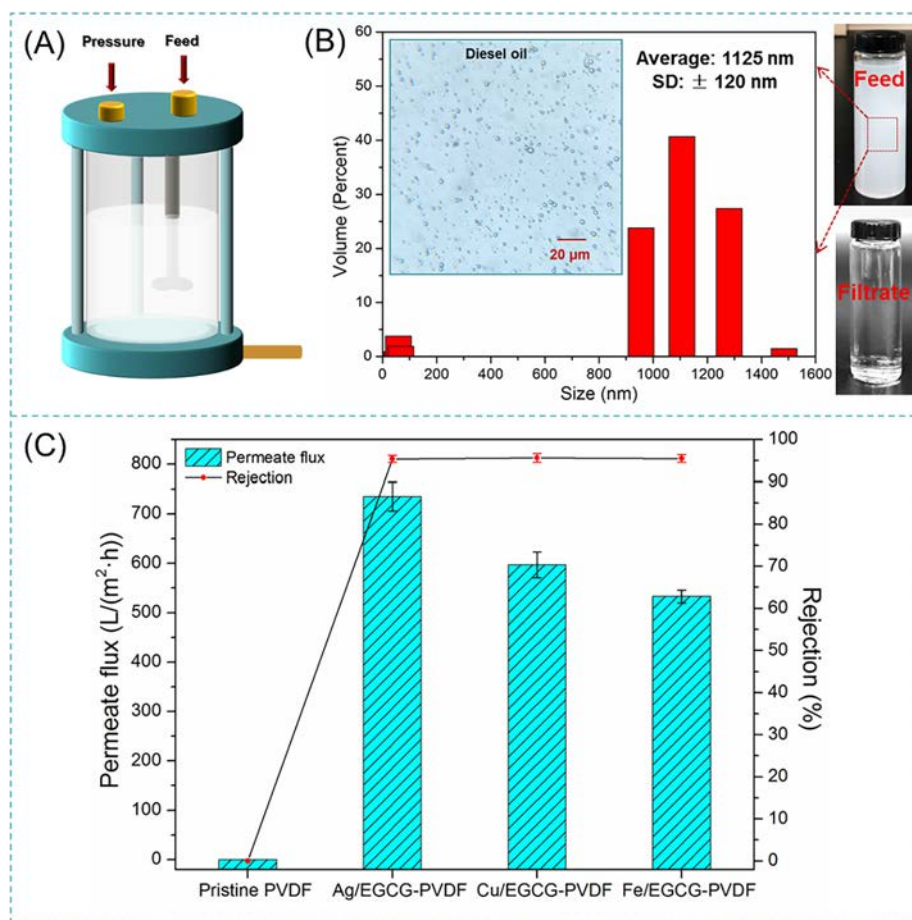 (A)
Pressure
Feed
(B)
Volume (Percent)
60
50
40
30
20
10
0
Diesel oil
20 μm
Average: 1125 nm
SD: ± 120 nm
0 200 400 600 800 1000 1200 1400 1600
Size (nm)
Feed
Filtrate
(C)
Permeate flux (L/(m²·h))
800
700
600
500
400
300
200
100
0
Permeate flux
Rejection
100
90
80
70
60
50
40
30
20
10
0
Rejection (%)
Pristine PVDF Ag/EGCG-PVDF Cu/EGCG-PVDF Fe/EGCG-PVDF